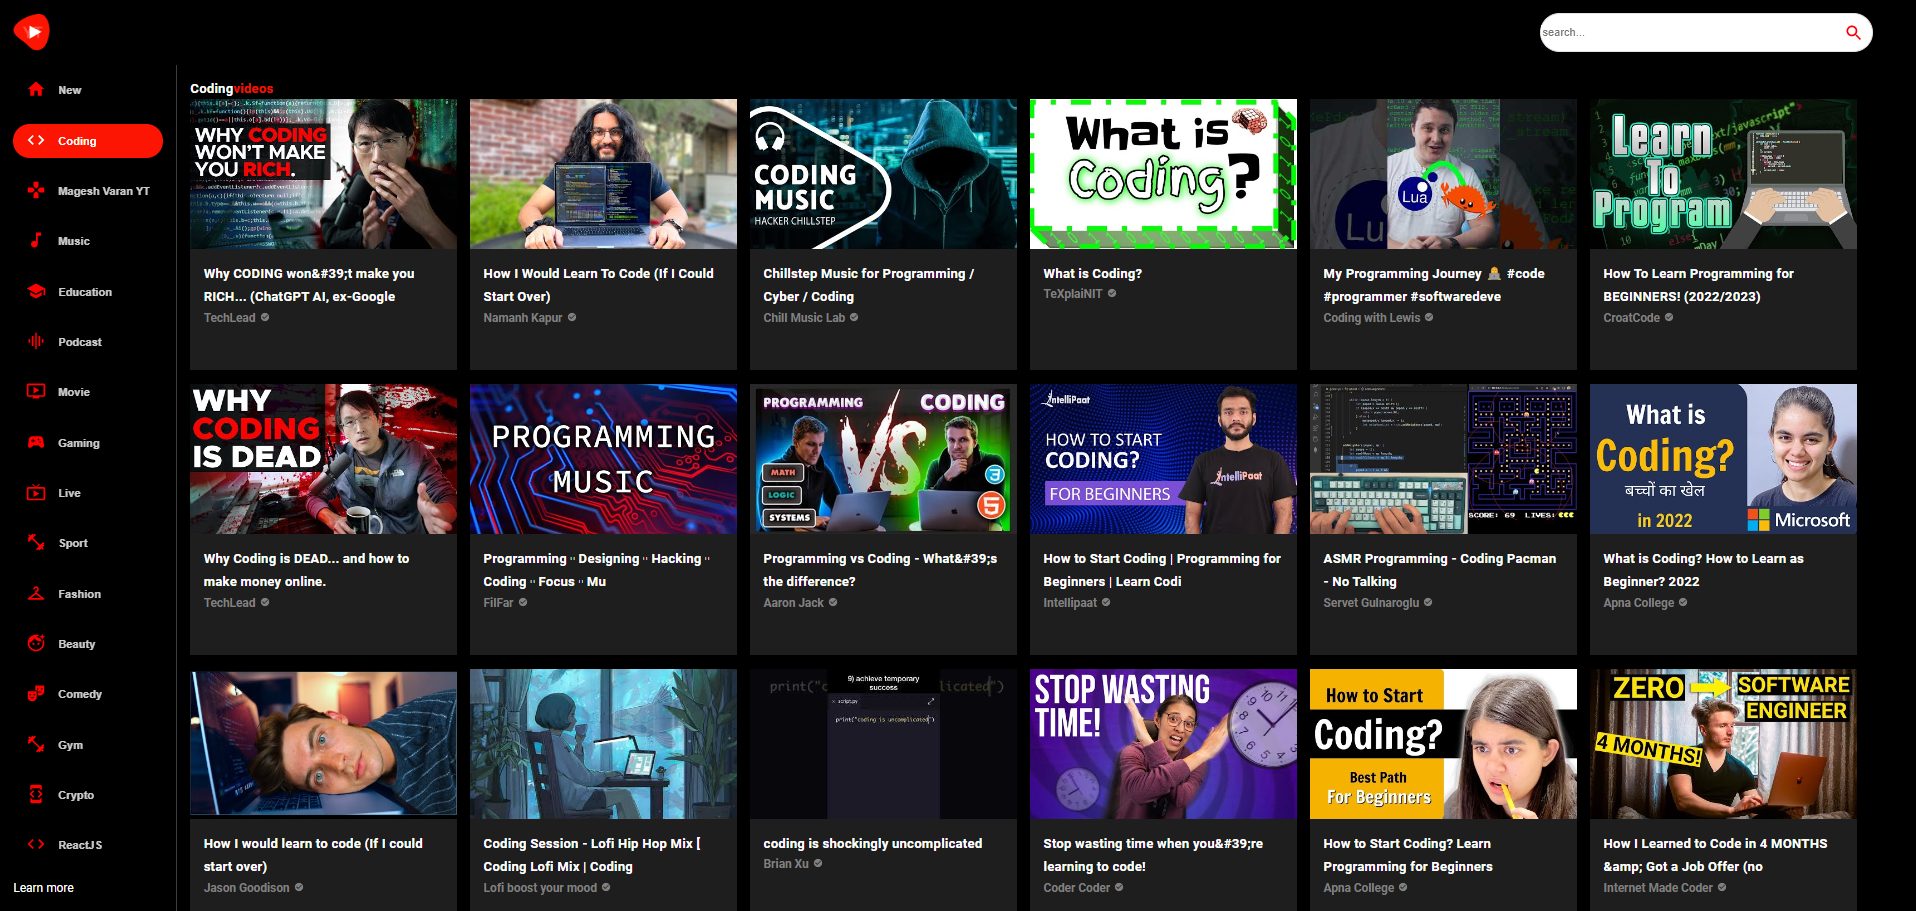 search...
New
Coding
Magesh Varan YT
Music
Education
Podcast
Movie
Gaming
Live
Sport
Fashion
Beauty
Comedy
Gym
Crypto
ReactJS
Learn more
Codingvideos
WHY CODING
WON'T MAKE
YOU RICH.
Why CODING won&#39;t make you
RICH... (ChatGPT AI, ex-Google
TechLead
How I Would Learn To Code (If I Could
Start Over)
Namanh Kapur
CODING
MUSIC
HACKER CHILLSTEP
Chillstep Music for Programming /
Cyber / Coding
Chill Music Lab
What is
Coding?
What is Coding?
TeXplaiNIT
Lua
Lu
My Programming Journey 👨‍💻 #code
#programmer #softwaredeve
Coding with Lewis
Learn
To
Program
How To Learn Programming for
BEGINNERS! (2022/2023)
CroatCode
WHY
CODING
IS DEAD
Why Coding is DEAD... and how to
make money online.
TechLead
PROGRAMMING
MUSIC
Programming ·· Designing ·· Hacking ··
Coding ·· Focus ·· Mu
FilFar
PROGRAMMING
VS
CODING
MATH
LOGIC
SYSTEMS
3
5
Programming vs Coding - What&#39;s
the difference?
Aaron Jack
IntelliPaat
HOW TO START
CODING?
FOR BEGINNERS
IntelliPaat
How to Start Coding | Programming for
Beginners | Learn Codi
Intellipaat
SCORE: 69 LIVES:
ASMR Programming - Coding Pacman
- No Talking
Servet Gulnaroglu
What is
Coding?
बच्चों का खेल
in 2022
Microsoft
What is Coding? How to Learn as
Beginner? 2022
Apna College
How I would learn to code (If I could
start over)
Jason Goodison
Coding Session - Lofi Hip Hop Mix [
Coding Lofi Mix | Coding
Lofi boost your mood
9) achieve temporary
success
script.py
print("coding is uncomplicated")
coding is shockingly uncomplicated
Brian Xu
STOP WASTING
TIME!
Stop wasting time when you&#39;re
learning to code!
Coder Coder
How to Start
Coding?
Best Path
For Beginners
How to Start Coding? Learn
Programming for Beginners
Apna College
ZERO
SOFTWARE
ENGINEER
4 MONTHS!
How I Learned to Code in 4 MONTHS
&amp; Got a Job Offer (no
Internet Made Coder